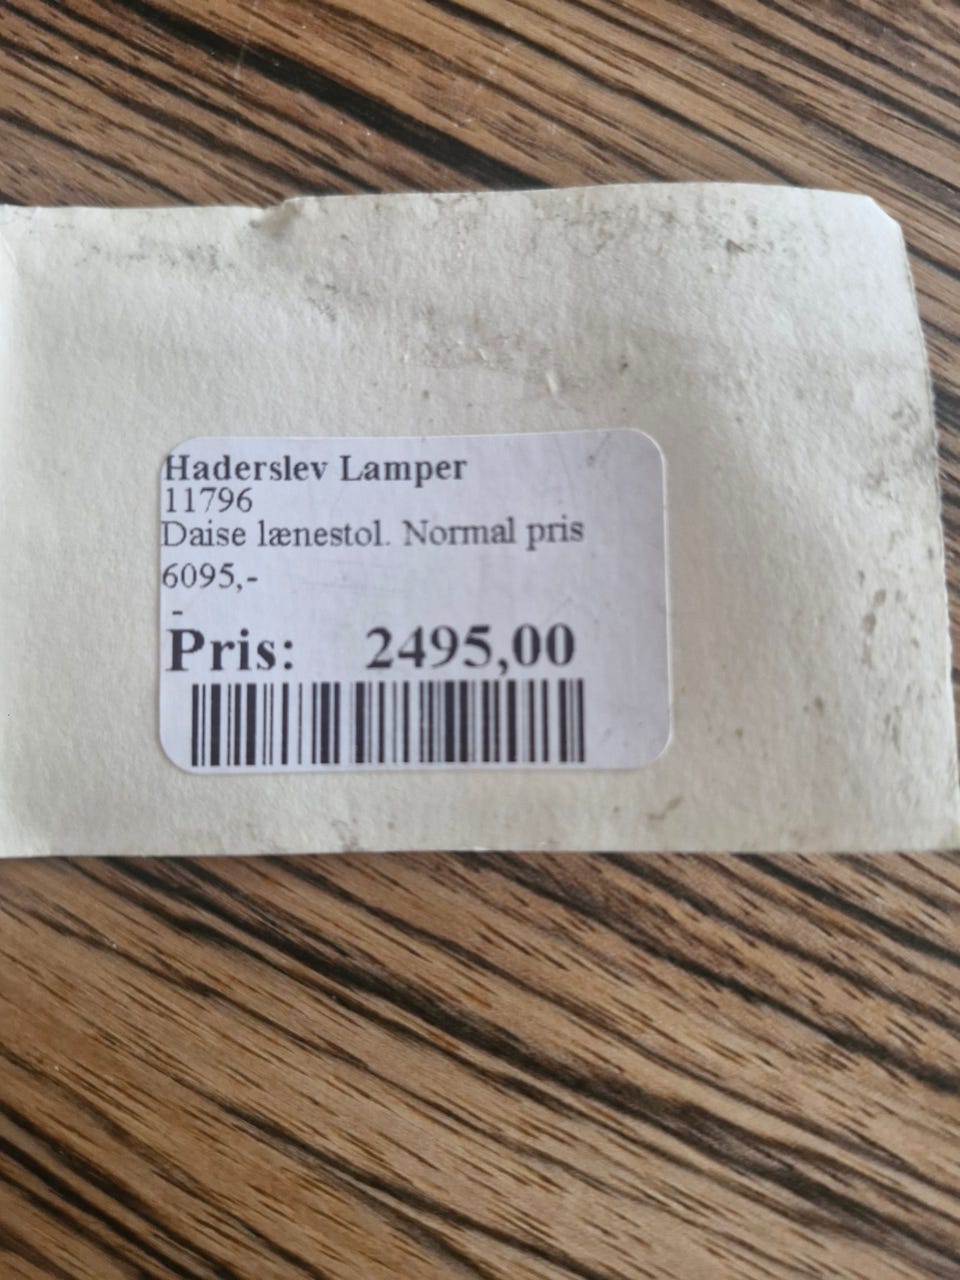 Haderslev Lamper
11796
Daise lænestol. Normal pris
6095,-
-
Pris: 2495,00